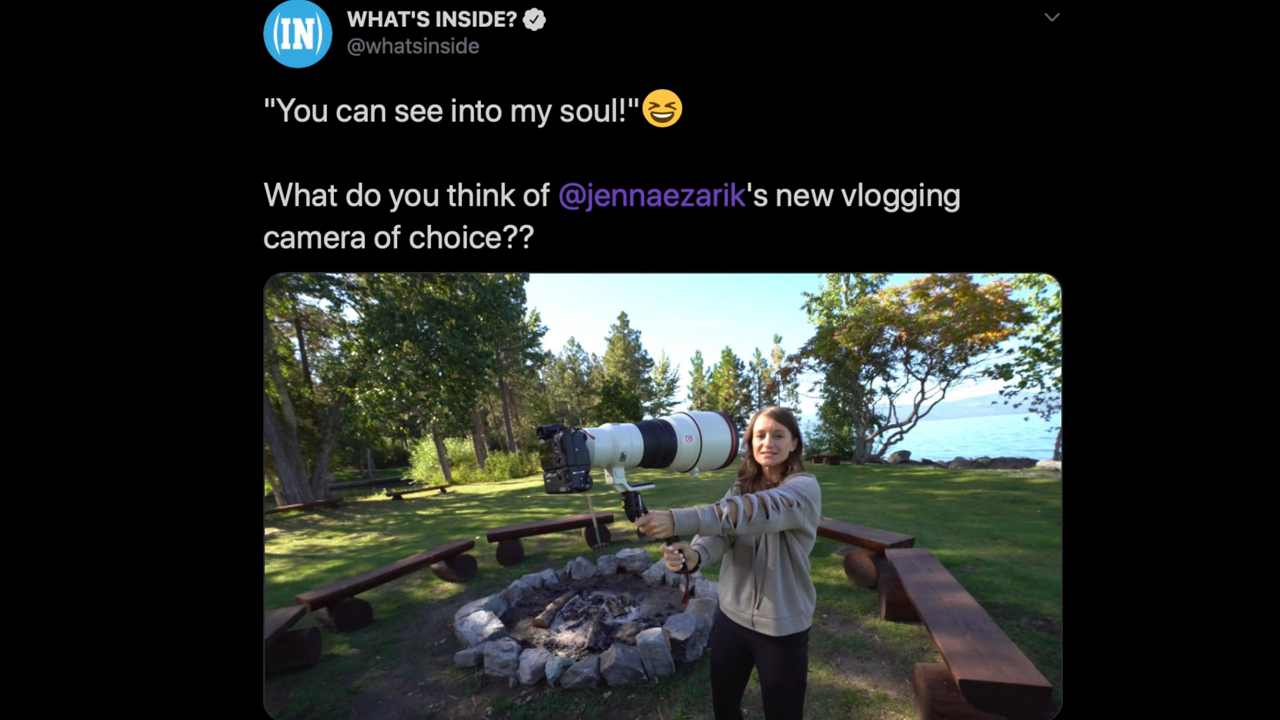 (IN)
WHAT'S INSIDE?
@whatsinside
"You can see into my soul!"😆
What do you think of @jennaezarik's new vlogging
camera of choice??